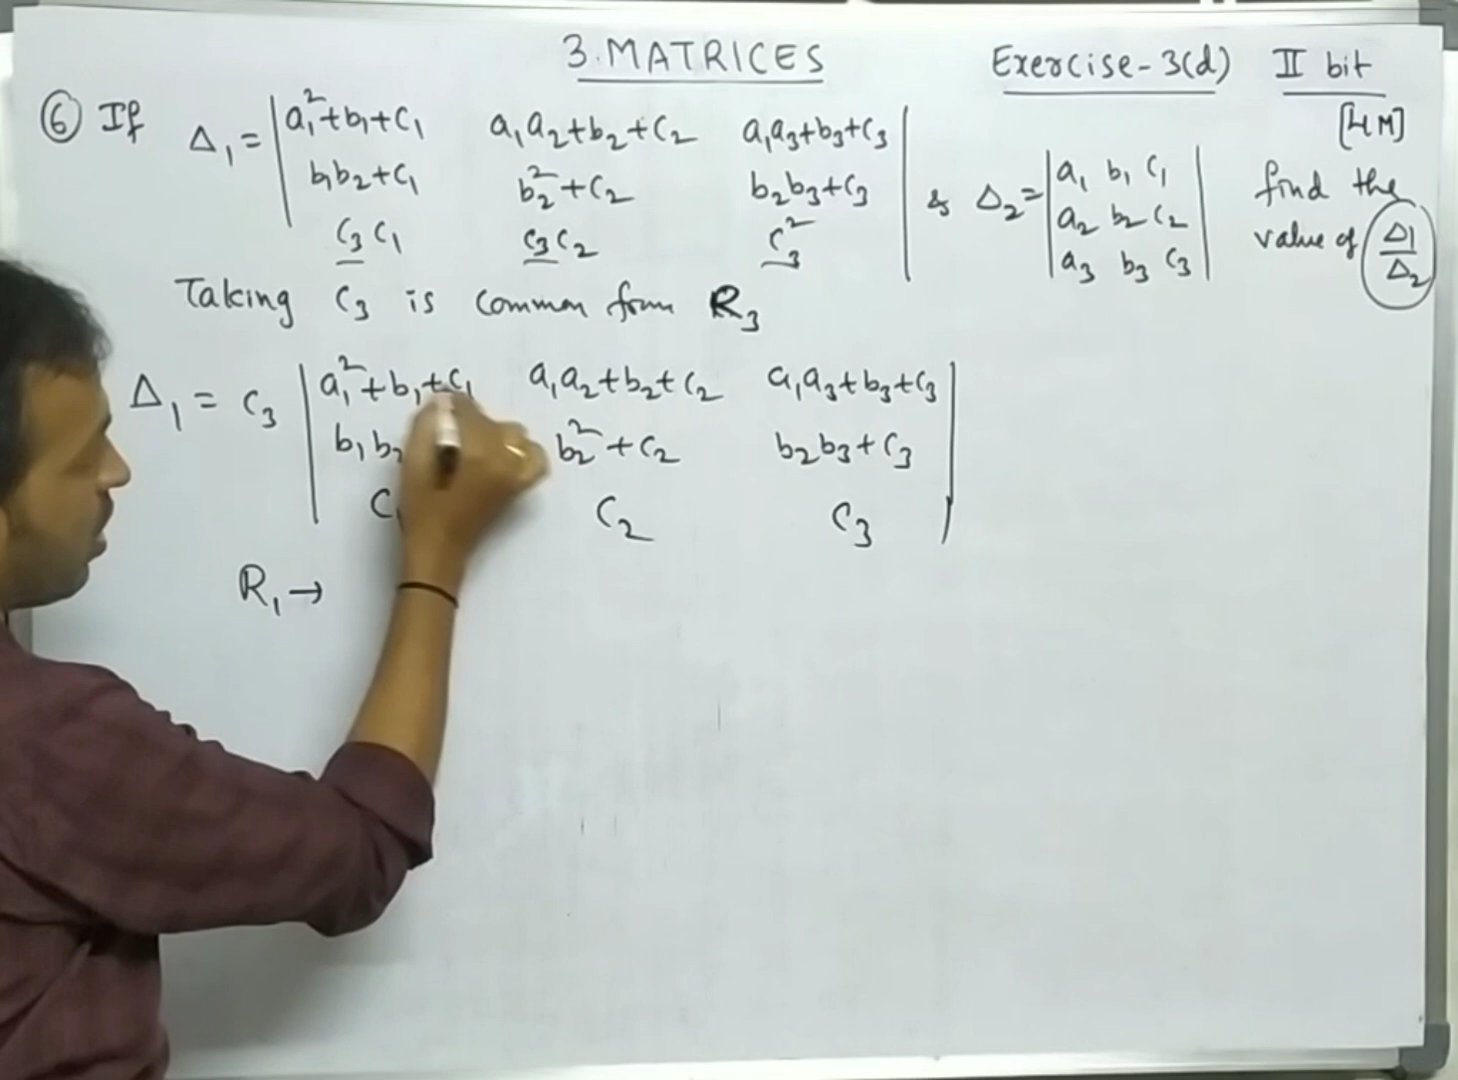 3. MATRICES Exercise-3(d) II bit
[4M]
⑥ If Δ₁ = | a₁²+b₁+c₁ a₁a₂+b₂+c₂ a₁a₃+b₃+c₃ |
| b₁b₂+c₁ b₂²+c₂ b₂b₃+c₃ |
| c₃c₁ c₃c₂ c₃² |
& Δ₂ = | a₁ b₁ c₁ |
| a₂ b₂ c₂ |
| a₃ b₃ c₃ |
find the
value of Δ₁/Δ₂
Taking c₃ is common from R₃
Δ₁ = c₃ | a₁²+b₁+c₁ a₁a₂+b₂+c₂ a₁a₃+b₃+c₃ |
| b₁b₂ b₂²+c₂ b₂b₃+c₃ |
| c₁ c₂ c₃ |
R₁→